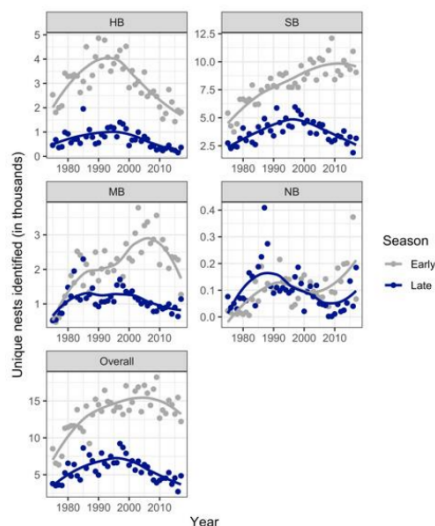 HB
SB
5
4
3
2
1
0
12.5
10.0
7.5
5.0
2.5
1980 1990 2000 2010
1980 1990 2000 2010
MB
NB
3
2
1
0.4
0.3
0.2
0.1
0.0
1980 1990 2000 2010
1980 1990 2000 2010
Overall
15
10
5
1980 1990 2000 2010
Unique nests identified (in thousands)
Year
Season
Early
Late